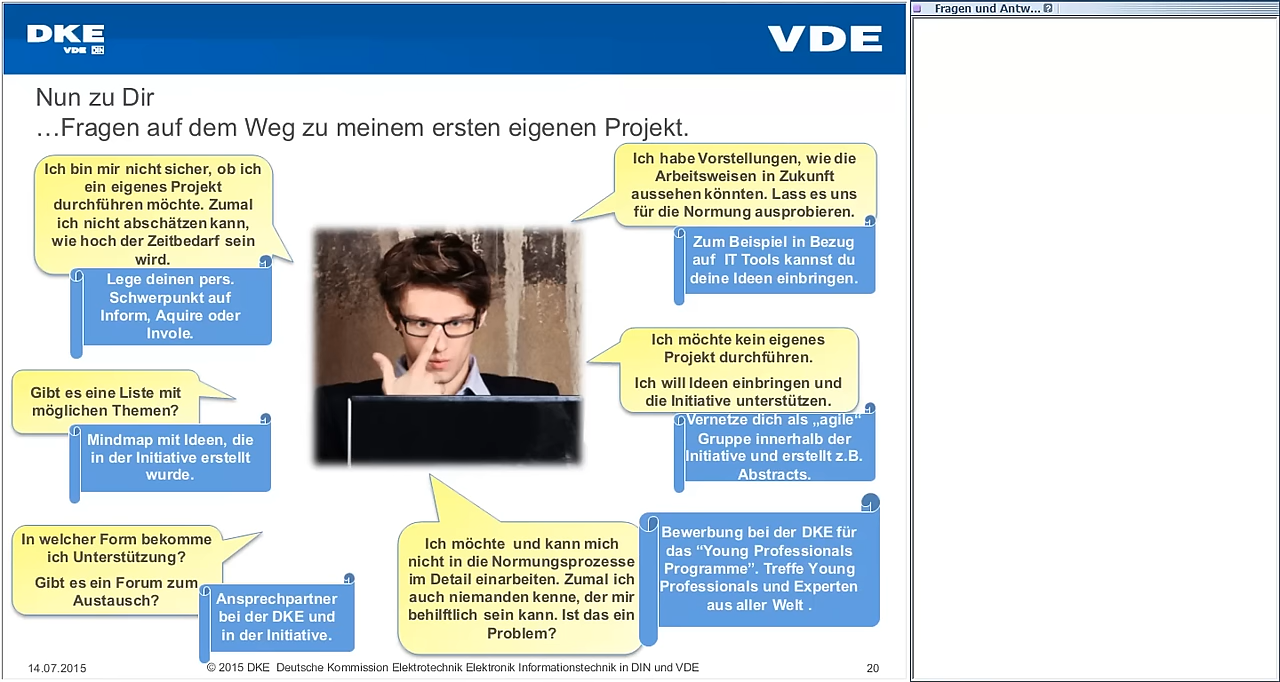 DKE
VDE DIN
VDE
Fragen und Antw...
Nun zu Dir
…Fragen auf dem Weg zu meinem ersten eigenen Projekt.
Ich bin mir nicht sicher, ob ich
ein eigenes Projekt
durchführen möchte. Zumal
ich nicht abschätzen kann,
wie hoch der Zeitbedarf sein
wird.
Lege deinen pers.
Schwerpunkt auf
Inform, Aquire oder
Invole.
Ich habe Vorstellungen, wie die
Arbeitsweisen in Zukunft
aussehen könnten. Lass es uns
für die Normung ausprobieren.
Zum Beispiel in Bezug
auf IT Tools kannst du
deine Ideen einbringen.
Gibt es eine Liste mit
möglichen Themen?
Mindmap mit Ideen, die
in der Initiative erstellt
wurde.
Ich möchte kein eigenes
Projekt durchführen.
Ich will Ideen einbringen und
die Initiative unterstützen.
Vernetze dich als „agile“
Gruppe innerhalb der
Initiative und erstellt z.B.
Abstracts.
In welcher Form bekomme
ich Unterstützung?
Gibt es ein Forum zum
Austausch?
Ansprechpartner
bei der DKE und
in der Initiative.
Ich möchte und kann mich
nicht in die Normungsprozesse
im Detail einarbeiten. Zumal ich
auch niemanden kenne, der mir
behilftlich sein kann. Ist das ein
Problem?
Bewerbung bei der DKE für
das “Young Professionals
Programme”. Treffe Young
Professionals und Experten
aus aller Welt .
14.07.2015
© 2015 DKE Deutsche Kommission Elektrotechnik Elektronik Informationstechnik in DIN und VDE
20